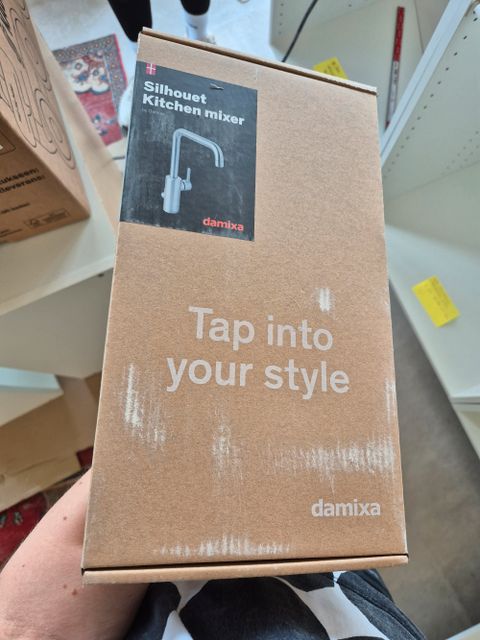 Silhouet
Kitchen mixer
damixa
Tap into
your style
damixa